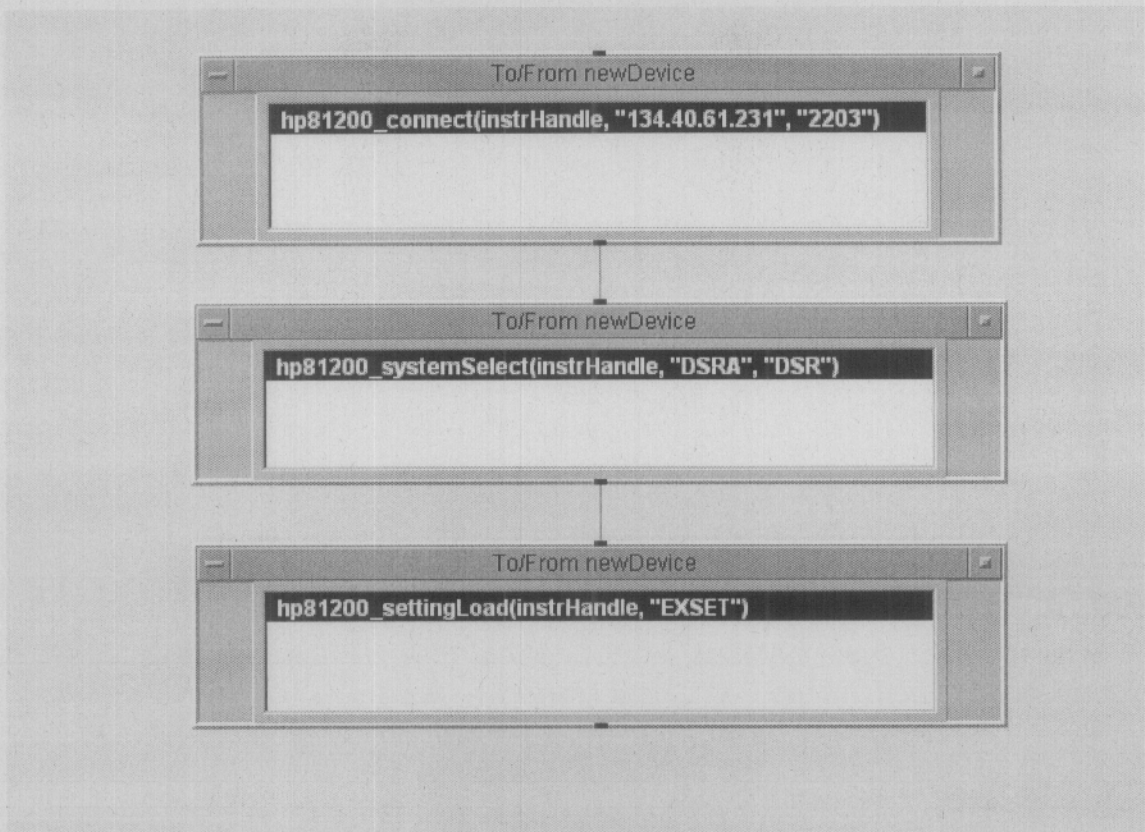 To/From newDevice
hp81200_connect(instrHandle, "134.40.61.231", "2203")
To/From newDevice
hp81200_systemSelect(instrHandle, "DSRA", "DSR")
To/From newDevice
hp81200_settingLoad(instrHandle, "EXSET")